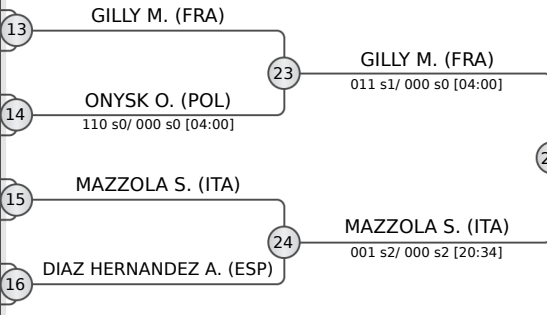 13
GILLY M. (FRA)
23
GILLY M. (FRA)
011 s1/ 000 s0 [04:00]
14
ONYSK O. (POL)
110 s0/ 000 s0 [04:00]
15
MAZZOLA S. (ITA)
24
MAZZOLA S. (ITA)
001 s2/ 000 s2 [20:34]
16
DIAZ HERNANDEZ A. (ESP)